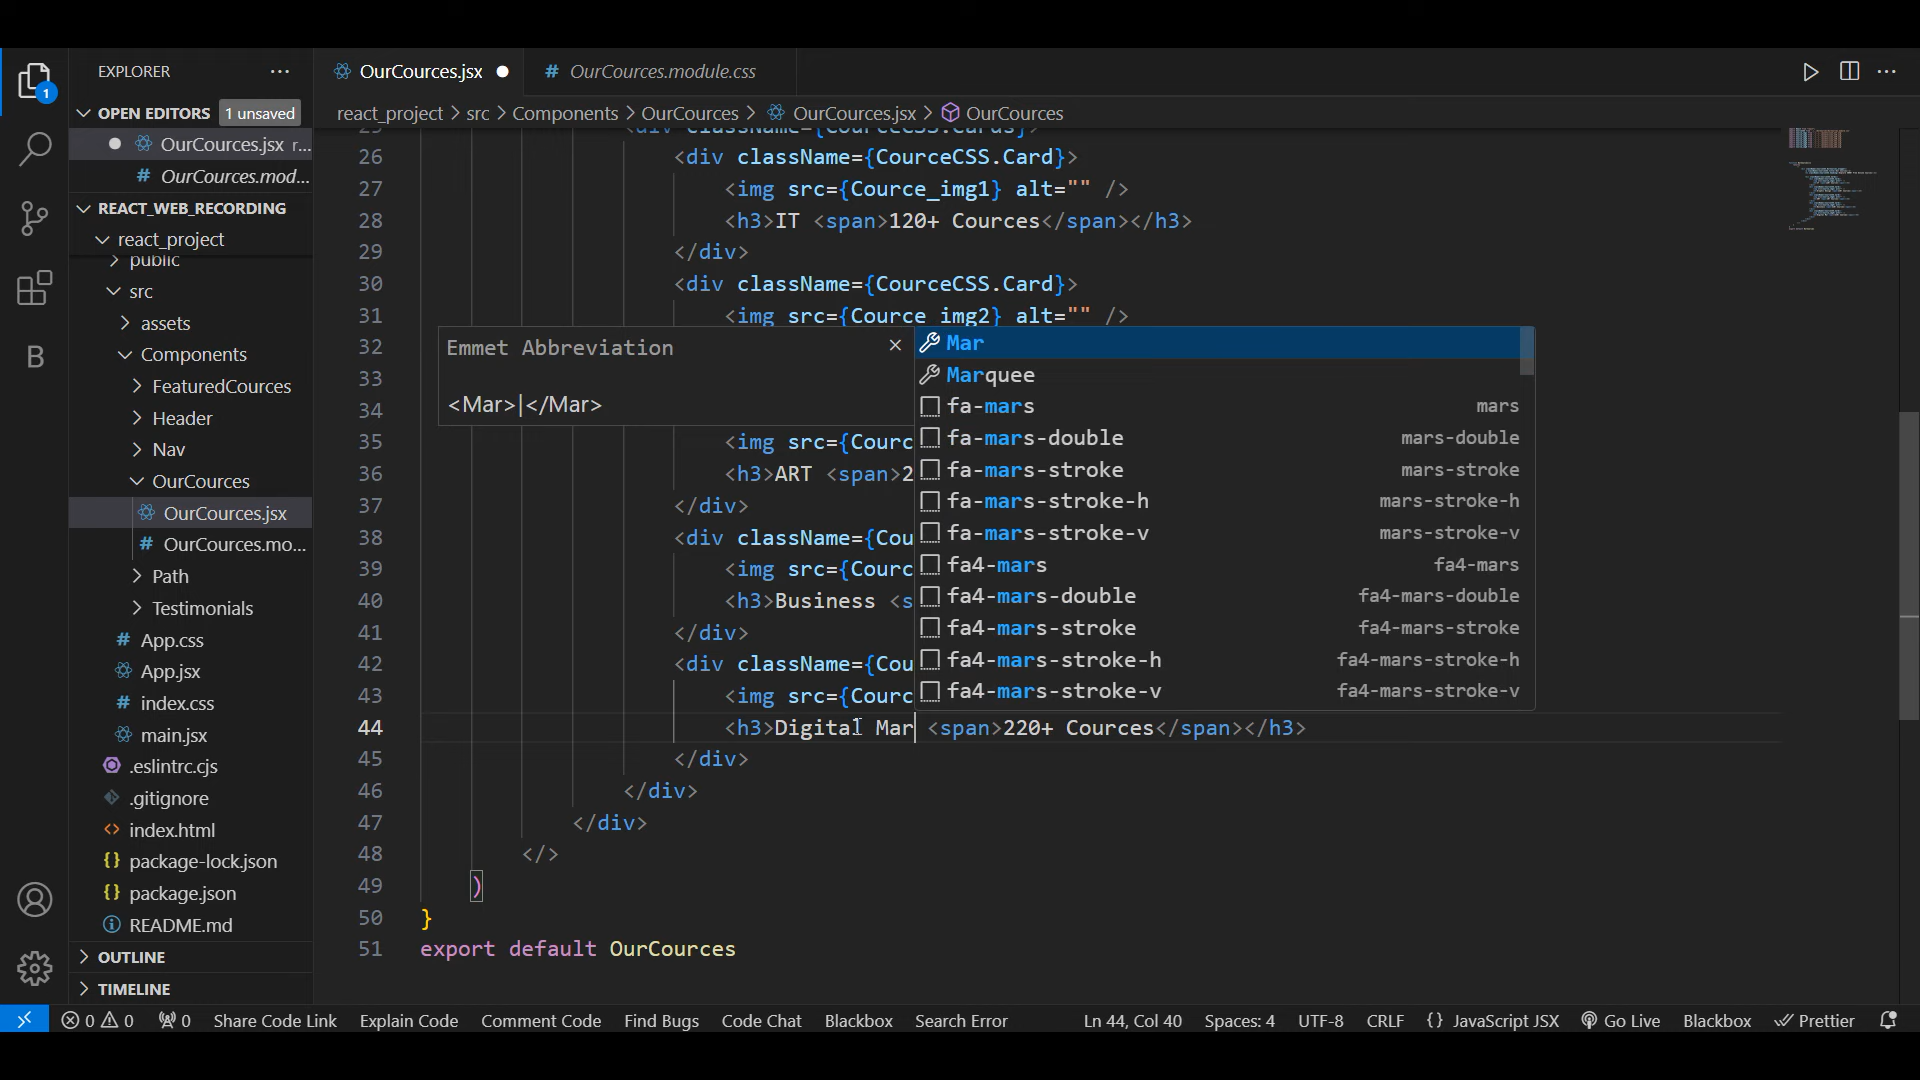 EXPLORER
OurCources.jsx
# OurCources.module.css
OPEN EDITORS 1 unsaved
OurCources.jsx r...
# OurCources.mod...
REACT_WEB_RECORDING
react_project
public
src
assets
Components
FeaturedCources
Header
Nav
OurCources
OurCources.jsx
# OurCources.mo...
Path
Testimonials
# App.css
App.jsx
# index.css
main.jsx
.eslintrc.cjs
.gitignore
<> index.html
{} package-lock.json
{} package.json
README.md
OUTLINE
TIMELINE
1
B
react_project > src > Components > OurCources > OurCources.jsx > OurCources
25 <div className={CourceCSS.Cards}>
26 <div className={CourceCSS.Card}>
27 <img src={Cource_img1} alt="" />
28 <h3>IT <span>120+ Cources</span></h3>
29 </div>
30 <div className={CourceCSS.Card}>
31 <img src={Cource_img2} alt="" />
32
33
34
35 <img src={Courc
36 <h3>ART <span>2
37 </div>
38 <div className={Cou
39 <img src={Courc
40 <h3>Business <s
41 </div>
42 <div className={Cou
43 <img src={Courc
44 <h3>Digital Mar <span>220+ Cources</span></h3>
45 </div>
46 </div>
47 </div>
48 </>
49 )
50 }
51 export default OurCources
Emmet Abbreviation ×
<Mar>|</Mar>
Mar
Marquee
fa-mars mars
fa-mars-double mars-double
fa-mars-stroke mars-stroke
fa-mars-stroke-h mars-stroke-h
fa-mars-stroke-v mars-stroke-v
fa4-mars fa4-mars
fa4-mars-double fa4-mars-double
fa4-mars-stroke fa4-mars-stroke
fa4-mars-stroke-h fa4-mars-stroke-h
fa4-mars-stroke-v fa4-mars-stroke-v
0 0 0 Share Code Link Explain Code Comment Code Find Bugs Code Chat Blackbox Search Error Ln 44, Col 40 Spaces: 4 UTF-8 CRLF {} JavaScript JSX Go Live Blackbox Prettier